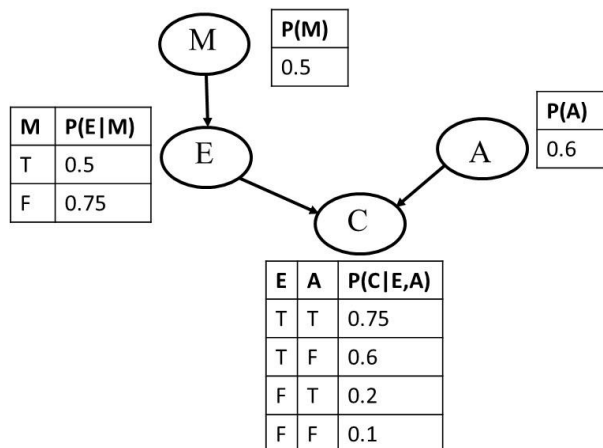 M
P(M)
0.5
M P(E|M)
T 0.5
F 0.75
E
A
P(A)
0.6
C
E A P(C|E,A)
T T 0.75
T F 0.6
F T 0.2
F F 0.1